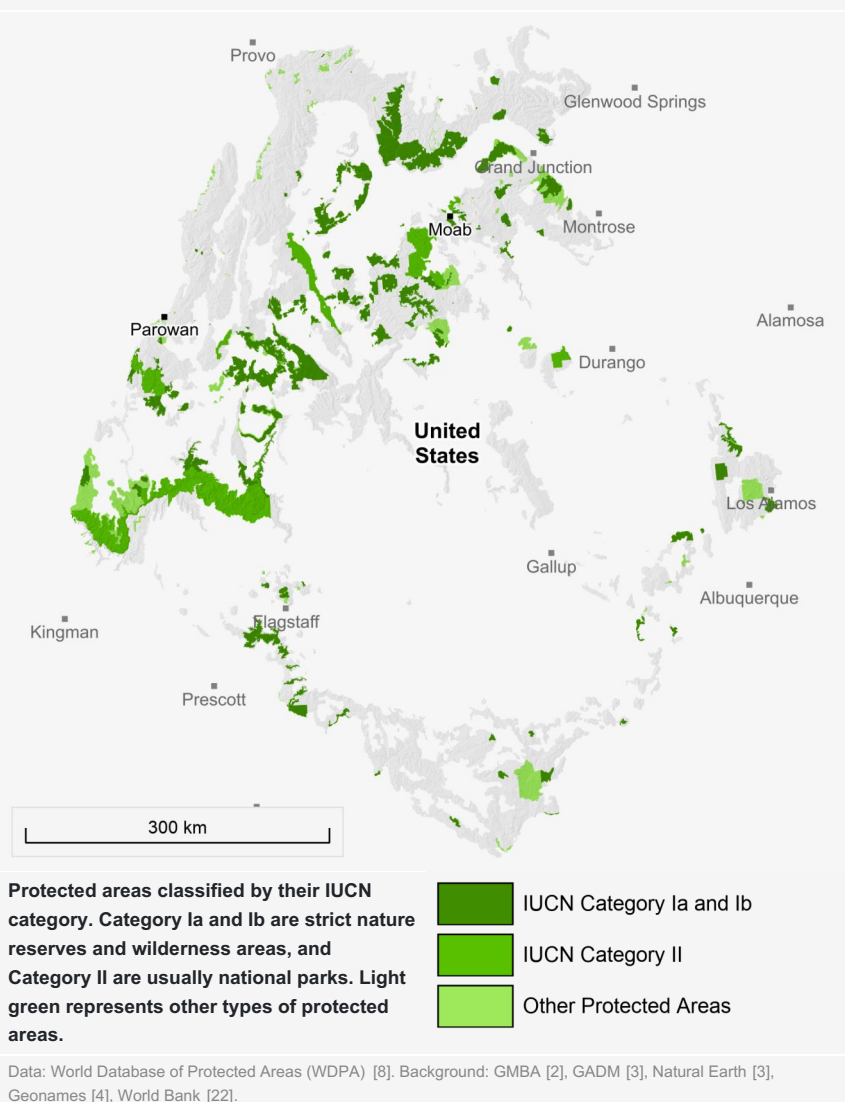 Provo
Glenwood Springs
Grand Junction
Moab
Montrose
Parowan
Alamosa
Durango
United
States
Los Alamos
Gallup
Albuquerque
Kingman
Flagstaff
Prescott
300 km
Protected areas classified by their IUCN
category. Category Ia and Ib are strict nature
reserves and wilderness areas, and
Category II are usually national parks. Light
green represents other types of protected
areas.
IUCN Category Ia and Ib
IUCN Category II
Other Protected Areas
Data: World Database of Protected Areas (WDPA) [8]. Background: GMBA [2], GADM [3], Natural Earth [3],
Geonames [4], World Bank [22].